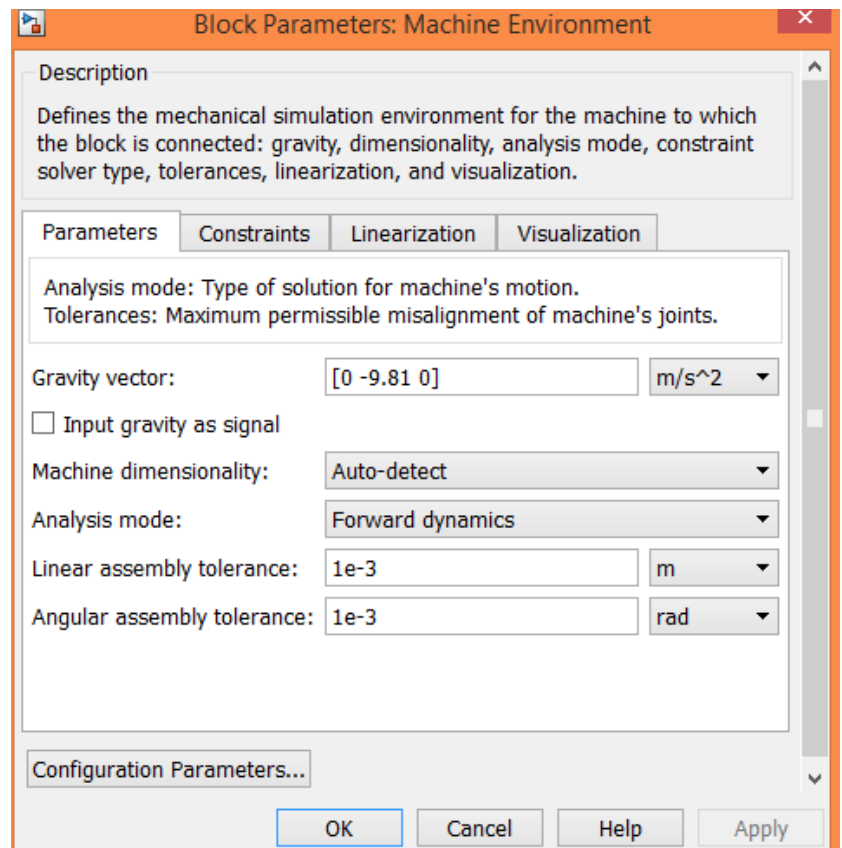 Block Parameters: Machine Environment
Description
Defines the mechanical simulation environment for the machine to which
the block is connected: gravity, dimensionality, analysis mode, constraint
solver type, tolerances, linearization, and visualization.
Parameters Constraints Linearization Visualization
Analysis mode: Type of solution for machine's motion.
Tolerances: Maximum permissible misalignment of machine's joints.
Gravity vector: [0 -9.81 0] m/s^2
Input gravity as signal
Machine dimensionality: Auto-detect
Analysis mode: Forward dynamics
Linear assembly tolerance: 1e-3 m
Angular assembly tolerance: 1e-3 rad
Configuration Parameters...
OK Cancel Help Apply